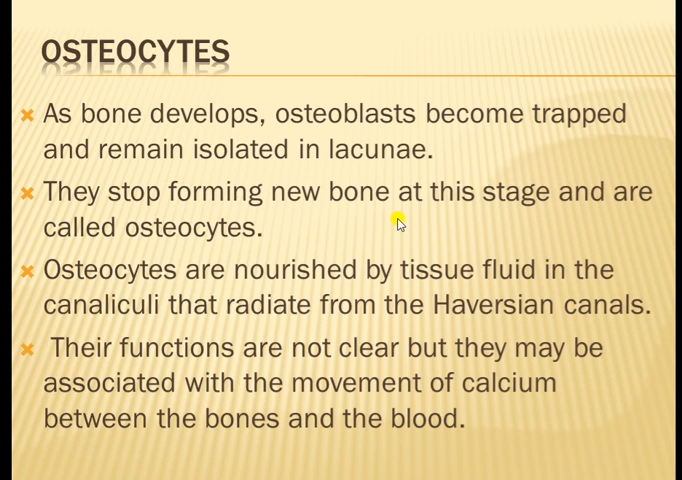 OSTEOCYTES
As bone develops, osteoblasts become trapped
and remain isolated in lacunae.
They stop forming new bone at this stage and are
called osteocytes.
Osteocytes are nourished by tissue fluid in the
canaliculi that radiate from the Haversian canals.
Their functions are not clear but they may be
associated with the movement of calcium
between the bones and the blood.